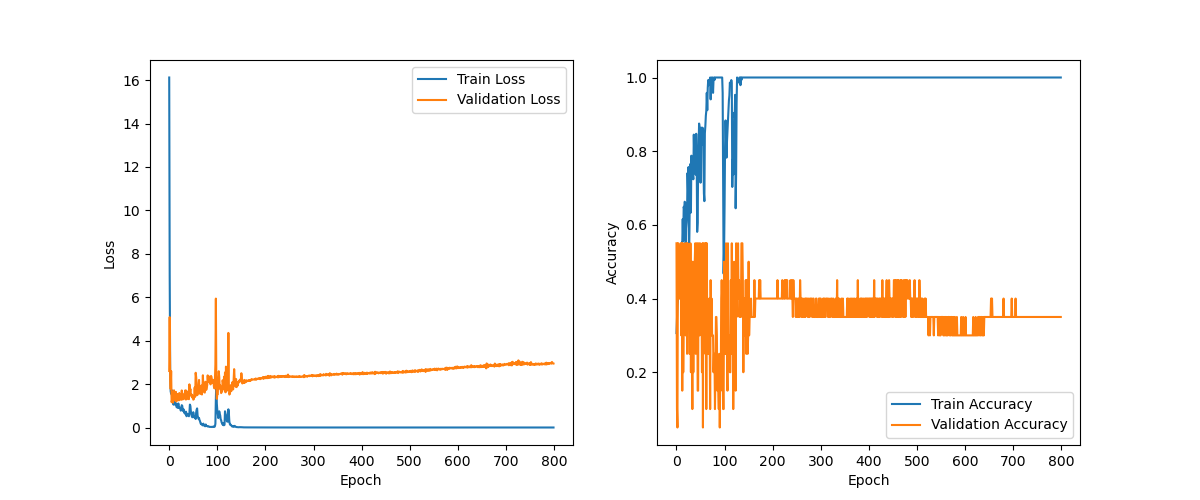 16
14
12
10
8
6
4
2
0
Loss
0 100 200 300 400 500 600 700 800
Epoch
Train Loss
Validation Loss
1.0
0.8
0.6
0.4
0.2
Accuracy
0 100 200 300 400 500 600 700 800
Epoch
Train Accuracy
Validation Accuracy